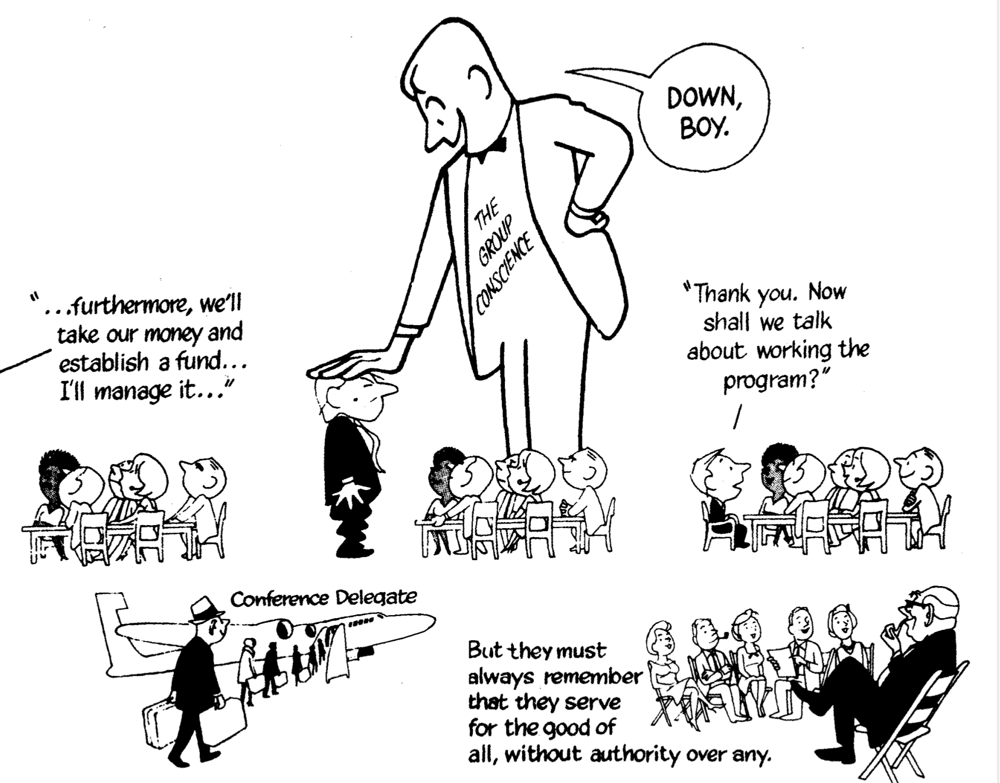 DOWN,
BOY.
THE
GROUP
CONSCIENCE
"...furthermore, we'll
take our money and
establish a fund...
I'll manage it..."
"Thank you. Now
shall we talk
about working the
program?"
Conference Delegate
But they must
always remember
that they serve
for the good of
all, without authority over any.